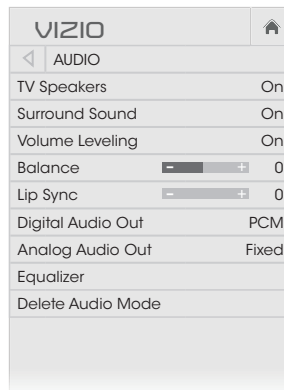 VIZIO
AUDIO
TV Speakers On
Surround Sound On
Volume Leveling On
Balance - + 0
Lip Sync - + 0
Digital Audio Out PCM
Analog Audio Out Fixed
Equalizer
Delete Audio Mode